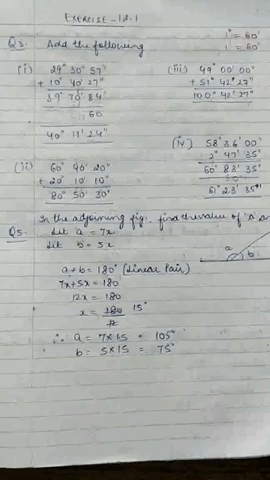 EXERCISE - 12.1
1° = 60'
1' = 60"
Q3. Add the following
(i) 29° 30' 57"
+ 10° 40' 27"
39° 70' 84"
60
40° 11' 24"
(iii) 49° 00' 00"
+ 51° 42' 27"
100° 42' 27"
(ii) 60° 40' 20"
+ 20° 10' 10"
80° 50' 30"
(iv) 58° 36' 00"
2° 47' 35"
60° 83' 35"
61° 23' 35"
Q5. In the adjoining fig., find the value of 'a'
Let a = 7x
Let b = 5x
a
b
a + b = 180° (Linear Pair)
7x + 5x = 180
12x = 180
x = 180 15°
12
∴ a = 7 × 15 = 105°
b = 5 × 15 = 75°